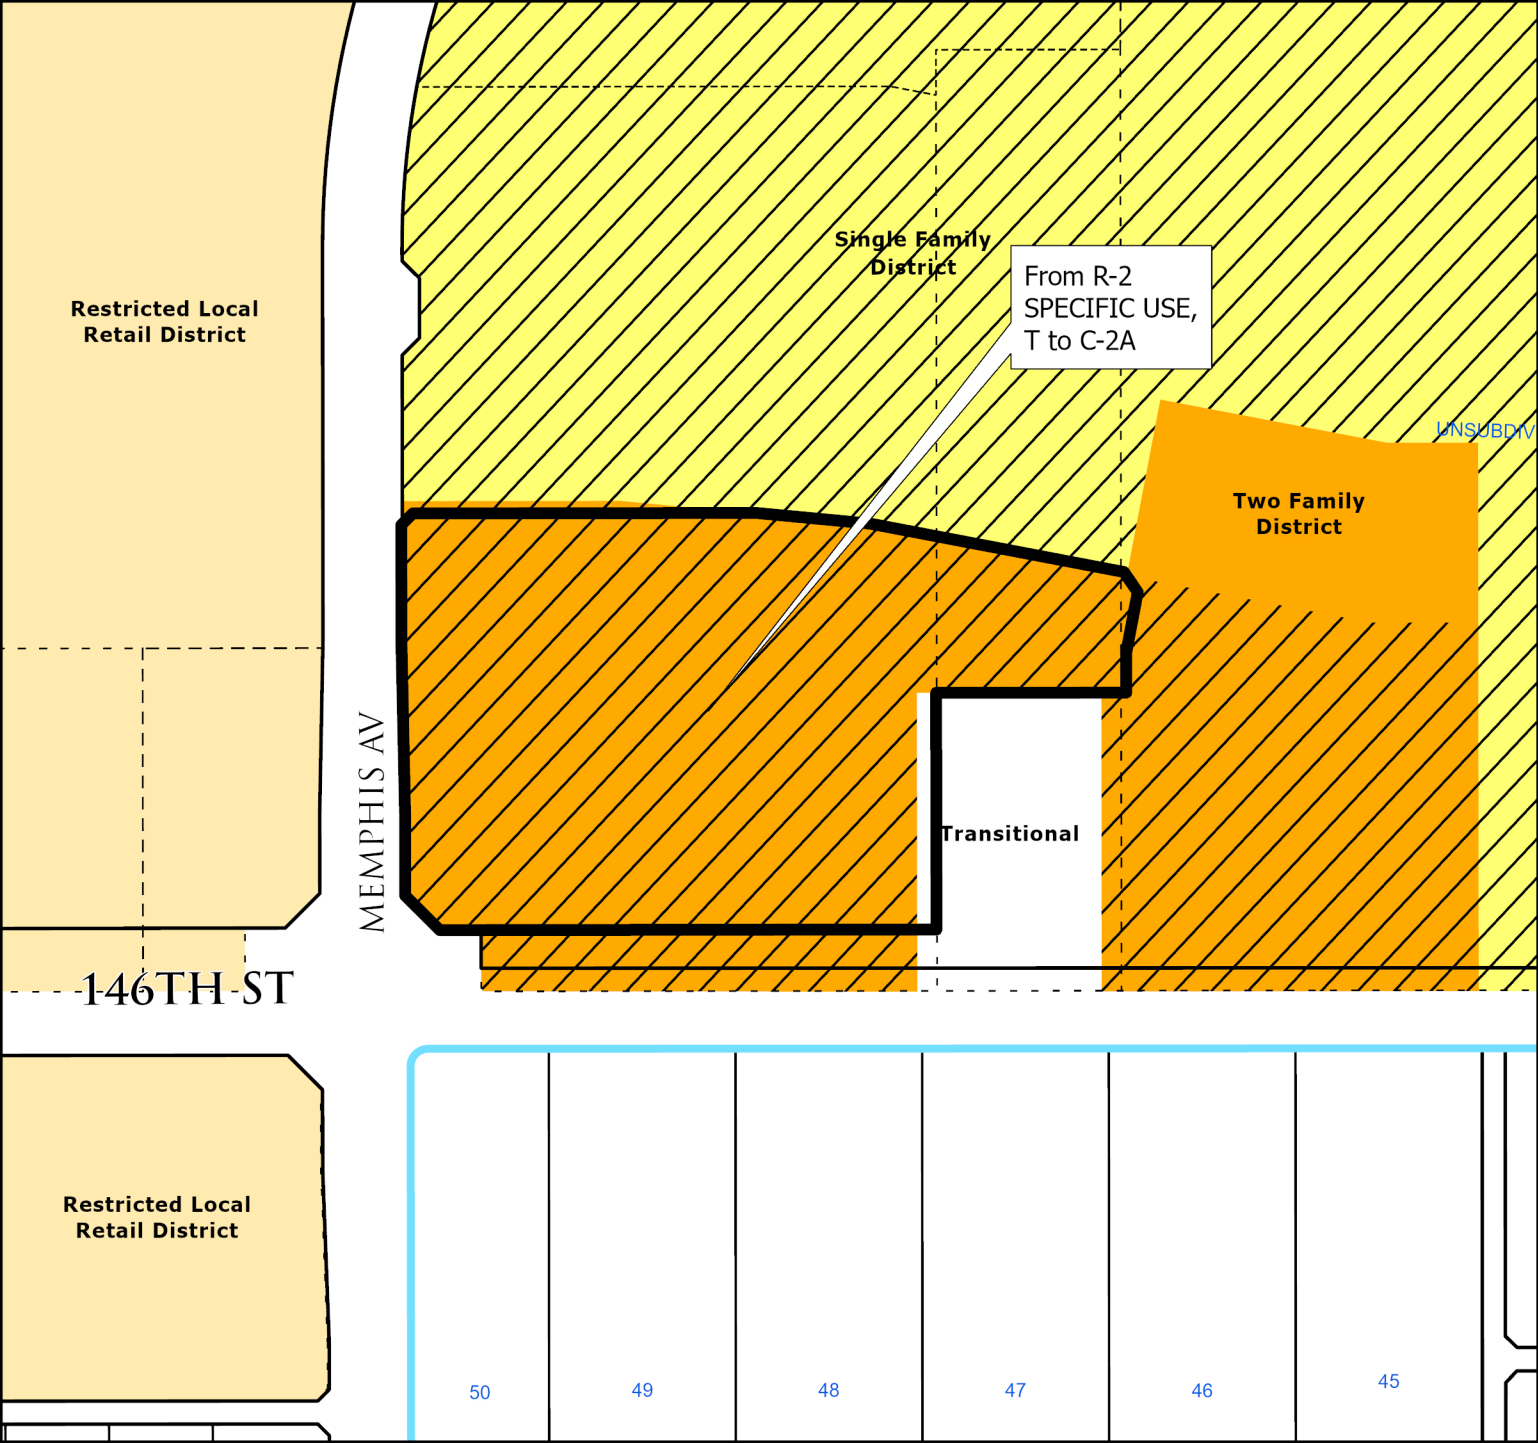 Single Family
District
From R-2
SPECIFIC USE,
T to C-2A
Restricted Local
Retail District
UNSUBDIV
Two Family
District
MEMPHIS AV
Transitional
146TH ST
Restricted Local
Retail District
50
49
48
47
46
45